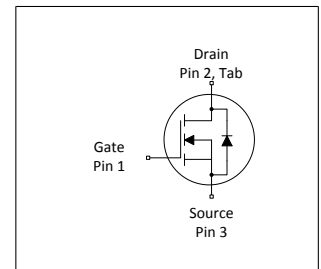 Drain
Pin 2, Tab
Gate
Pin 1
Source
Pin 3